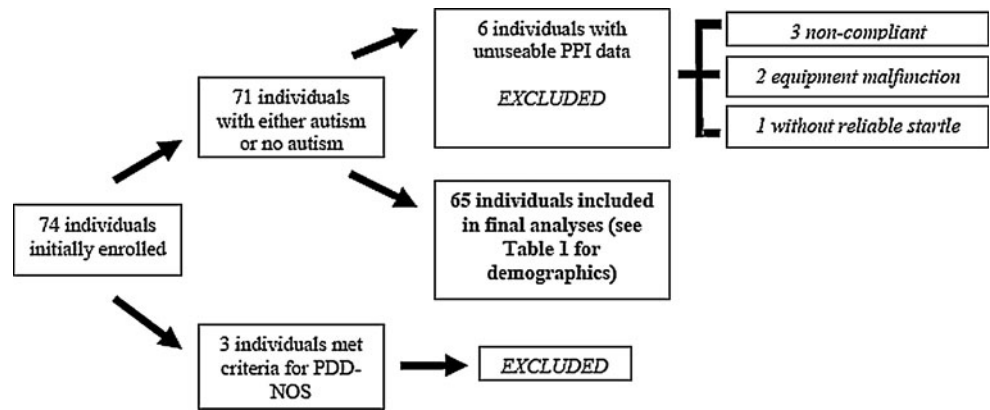 6 individuals with
unuseable PPI data
EXCLUDED
3 non-compliant
2 equipment malfunction
1 without reliable startle
71 individuals
with either autism
or no autism
65 individuals included
in final analyses (see
Table 1 for
demographics)
74 individuals
initially enrolled
3 individuals met
criteria for PDD-
NOS
EXCLUDED